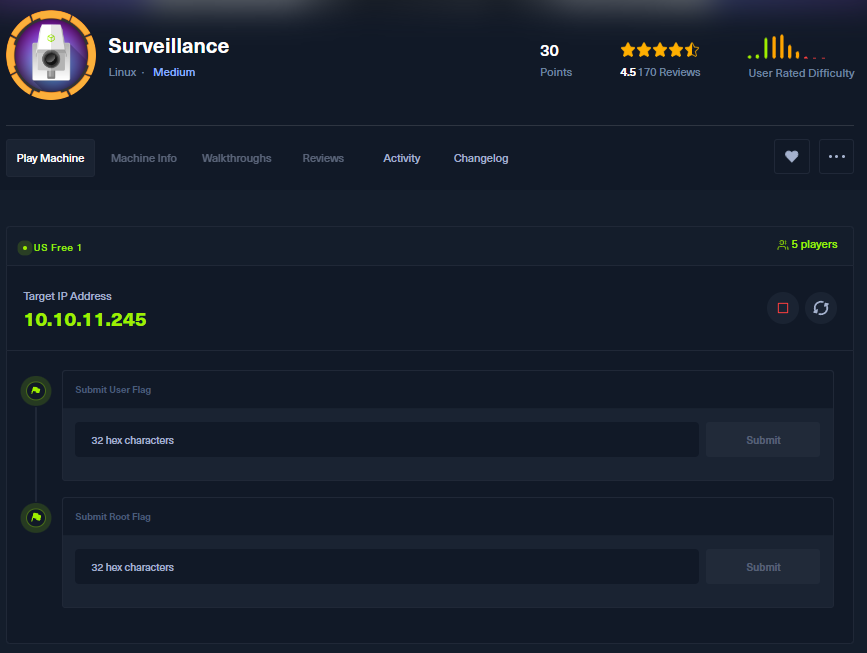 Surveillance
Linux · Medium
30
Points
4.5 170 Reviews
User Rated Difficulty
Play Machine
Machine Info
Walkthroughs
Reviews
Activity
Changelog
US Free 1
5 players
Target IP Address
10.10.11.245
Submit User Flag
32 hex characters
Submit
Submit Root Flag
32 hex characters
Submit